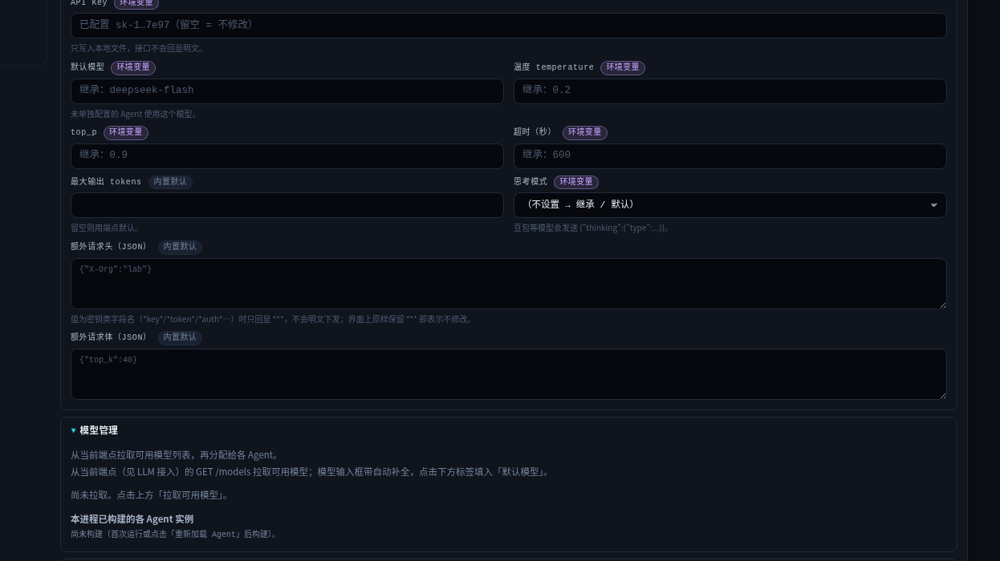 API Key 环境变量
已配置 sk-1…7e97（留空 = 不修改）
只写入本地文件，接口不会回显明文。
默认模型 环境变量 温度 temperature 环境变量
继承: deepseek-flash 继承: 0.2
未单独配置的 Agent 使用这个模型。
top_p 环境变量 超时（秒） 环境变量
继承: 0.9 继承: 600
最大输出 tokens 内置默认 思考模式 环境变量
（不设置 → 继承 / 默认）
留空则用端点默认。 豆包等模型会发送 {"thinking":{"type":...}}。
额外请求头（JSON） 内置默认
{"X-Org":"lab"}
值为密钥类字段名（*key*/*token*/*auth*…）时只回显 ***，不会明文下发；界面上原样保留 *** 即表示不修改。
额外请求体（JSON） 内置默认
{"top_k":40}
▼ 模型管理
从当前端点拉取可用模型列表，再分配给各 Agent。
从当前端点（见 LLM 接入）的 GET /models 拉取可用模型；模型输入框带自动补全，点击下方标签填入「默认模型」。
尚未拉取。点击上方「拉取可用模型」。
本进程已构建的各 Agent 实例
尚未构建（首次运行或点击「重新加载 Agent」后构建）。